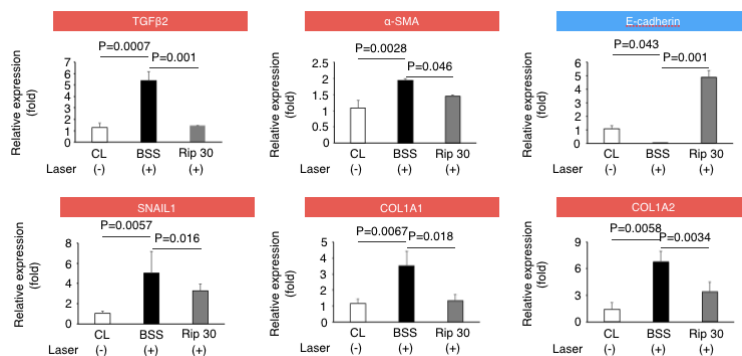 TGFβ2
P=0.0007
P=0.001
Relative expression
(fold)
7
6
5
4
3
2
1
0
CL BSS Rip 30
Laser (-) (+) (+)
α-SMA
P=0.0028
P=0.046
Relative expression
(fold)
2.5
2
1.5
1
0.5
0
CL BSS Rip 30
(-) (+) (+)
E-cadherin
P=0.043
P=0.001
Relative expression
(fold)
6
5
4
3
2
1
0
CL BSS Rip 30
(-) (+) (+)
SNAIL1
P=0.0057
P=0.016
Relative expression
(fold)
8
6
4
2
0
CL BSS Rip 30
Laser (-) (+) (+)
COL1A1
P=0.0067
P=0.018
Relative expression
(fold)
5
4
3
2
1
0
CL BSS Rip 30
(-) (+) (+)
COL1A2
P=0.0058
P=0.0034
Relative expression
(fold)
9
6
3
0
CL BSS Rip 30
(-) (+) (+)